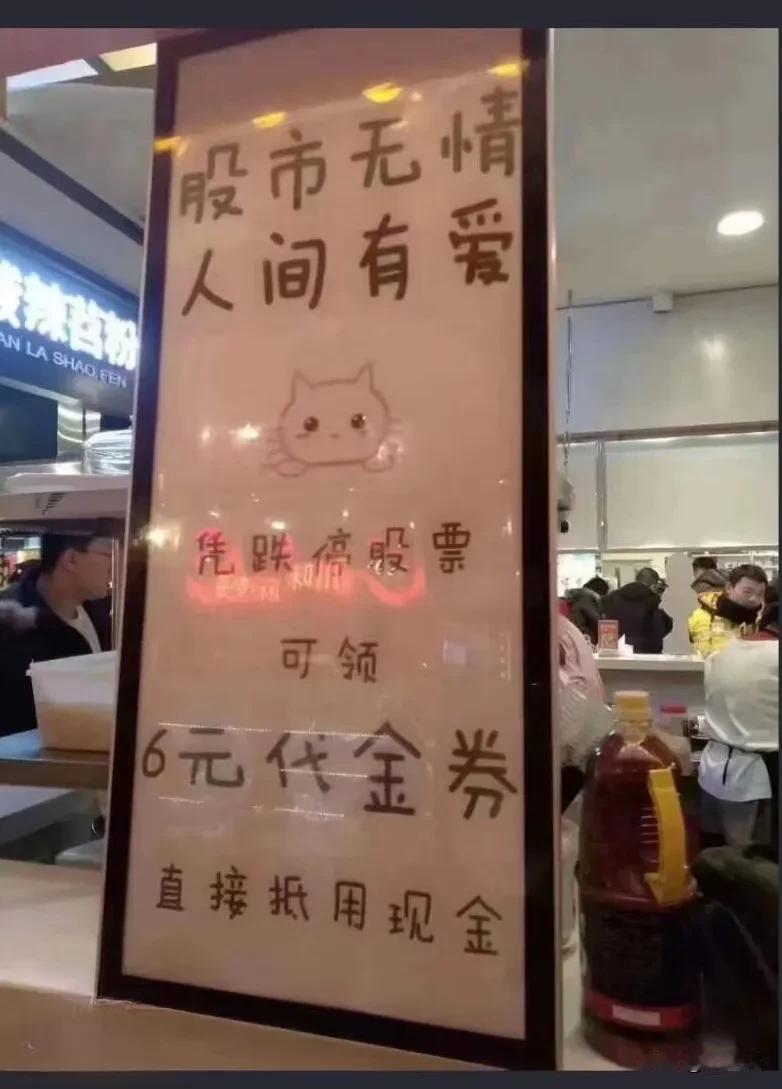 股市无情
人间有爱
凭跌停股票
可领
6元代金券
直接抵用现金
辣苕粉
AN LA SHAO FEN